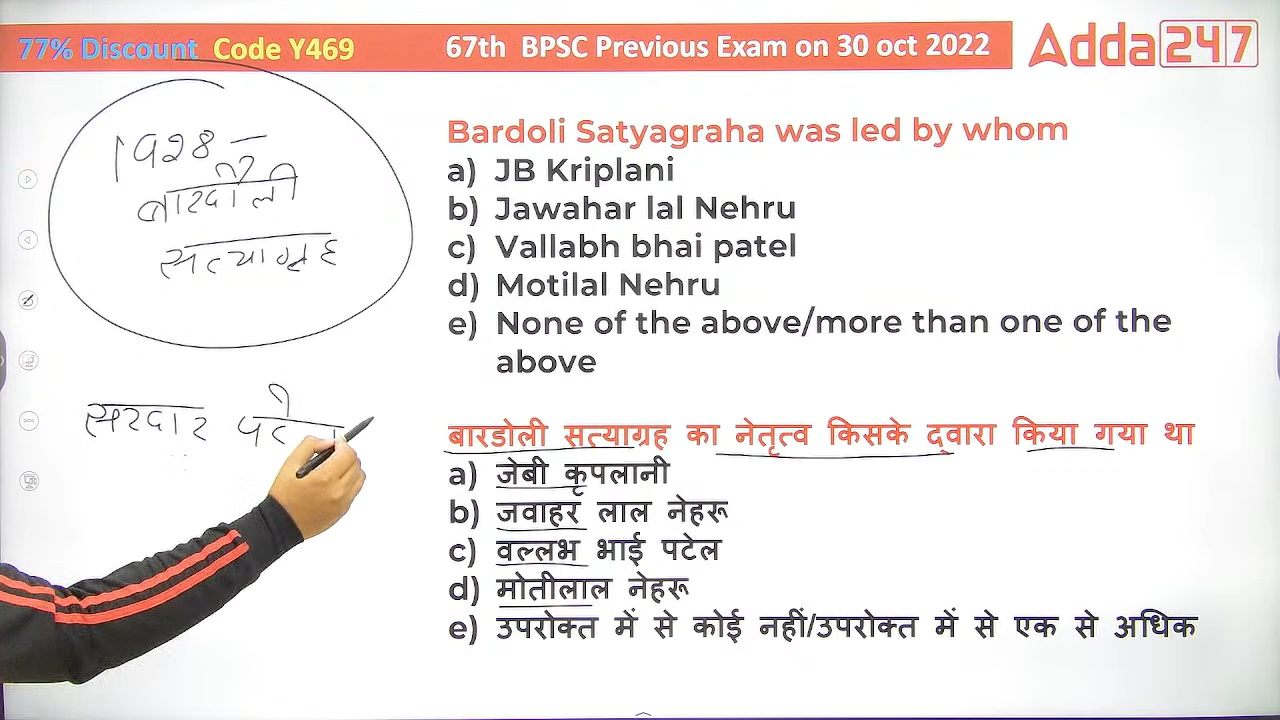 77% Discount Code Y469
67th BPSC Previous Exam on 30 oct 2022
Adda247
1928 -
बारदोली
सत्याग्रह
सरदार पटे
Bardoli Satyagraha was led by whom
a) JB Kriplani
b) Jawahar lal Nehru
c) Vallabh bhai patel
d) Motilal Nehru
e) None of the above/more than one of the
above
बारडोली सत्याग्रह का नेतृत्व किसके द्वारा किया गया था
a) जेबी कृपलानी
b) जवाहर लाल नेहरू
c) वल्लभ भाई पटेल
d) मोतीलाल नेहरू
e) उपरोक्त में से कोई नहीं/उपरोक्त में से एक से अधिक